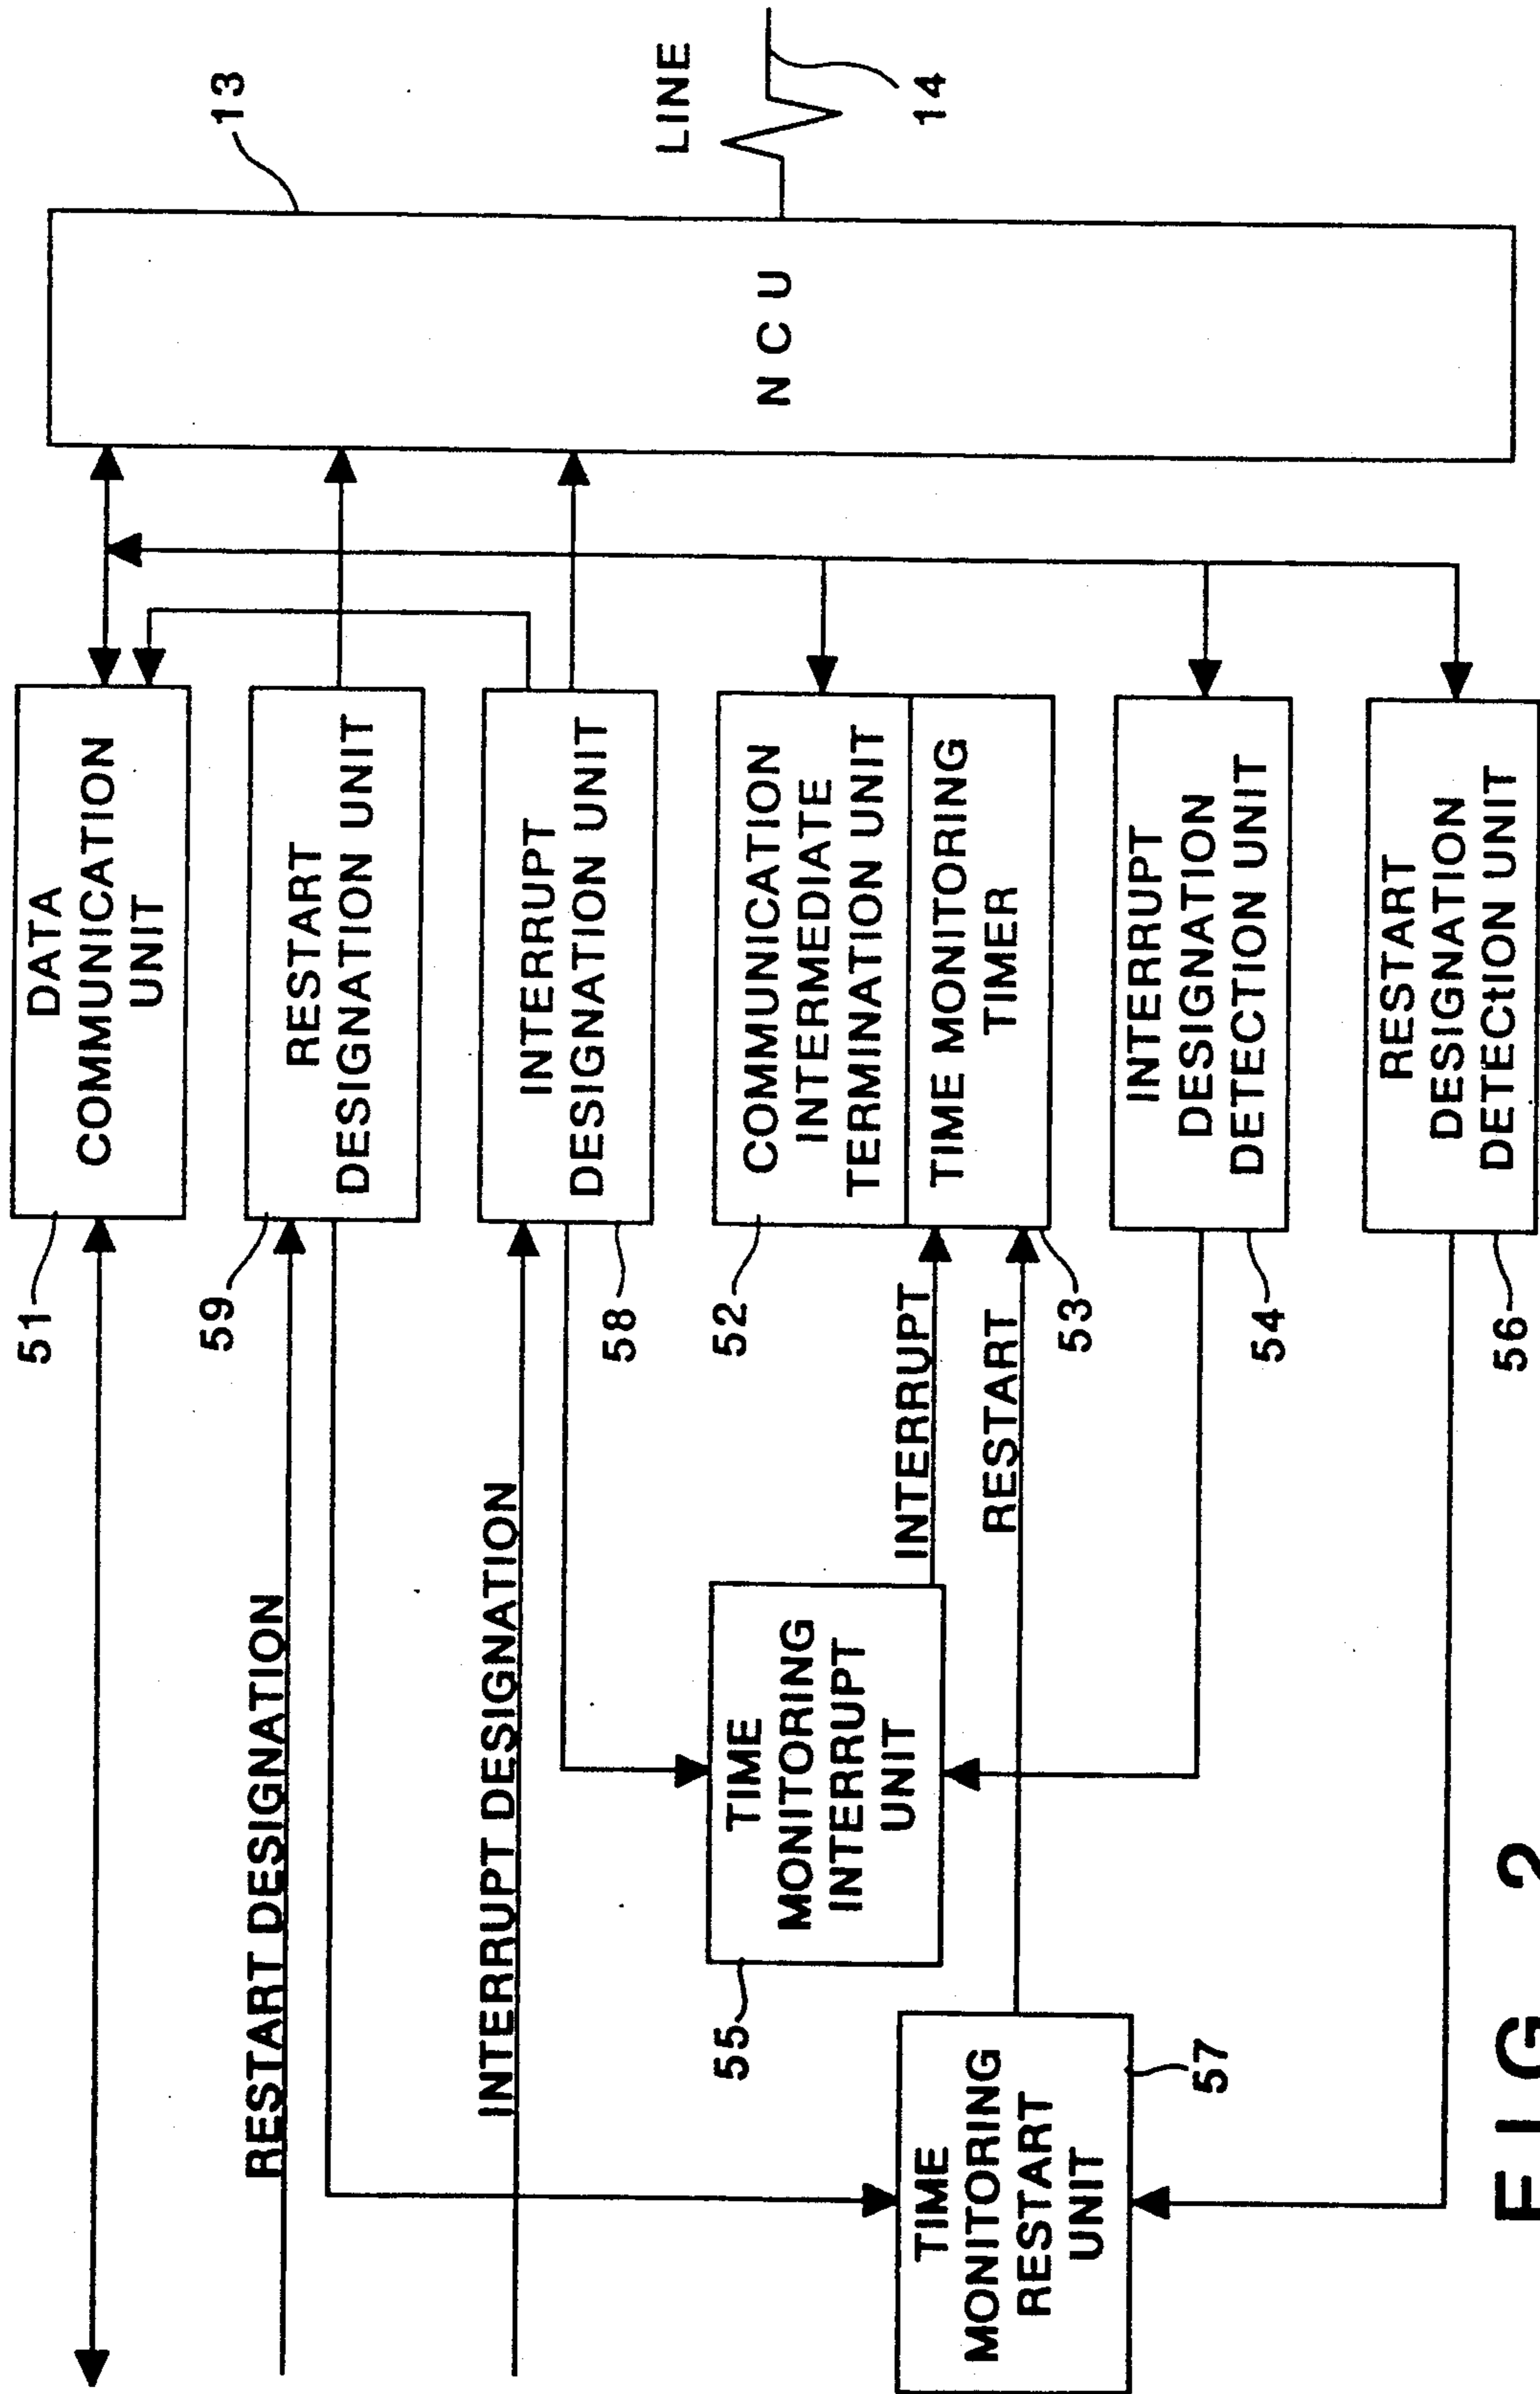 DATA
COMMUNICATION
UNIT
51
RESTART DESIGNATION
RESTART
DESIGNATION UNIT
59
INTERRUPT DESIGNATION
INTERRUPT
DESIGNATION UNIT
58
COMMUNICATION
INTERMEDIATE
TERMINATION UNIT
52
TIME MONITORING
TIMER
53
INTERRUPT
RESTART
TIME
MONITORING
INTERRUPT
UNIT
55
TIME
MONITORING
RESTART
UNIT
57
INTERRUPT
DESIGNATION
DETECTION UNIT
54
RESTART
DESIGNATION
DETECtION UNIT
56
NCU
13
LINE
14
FIG 2